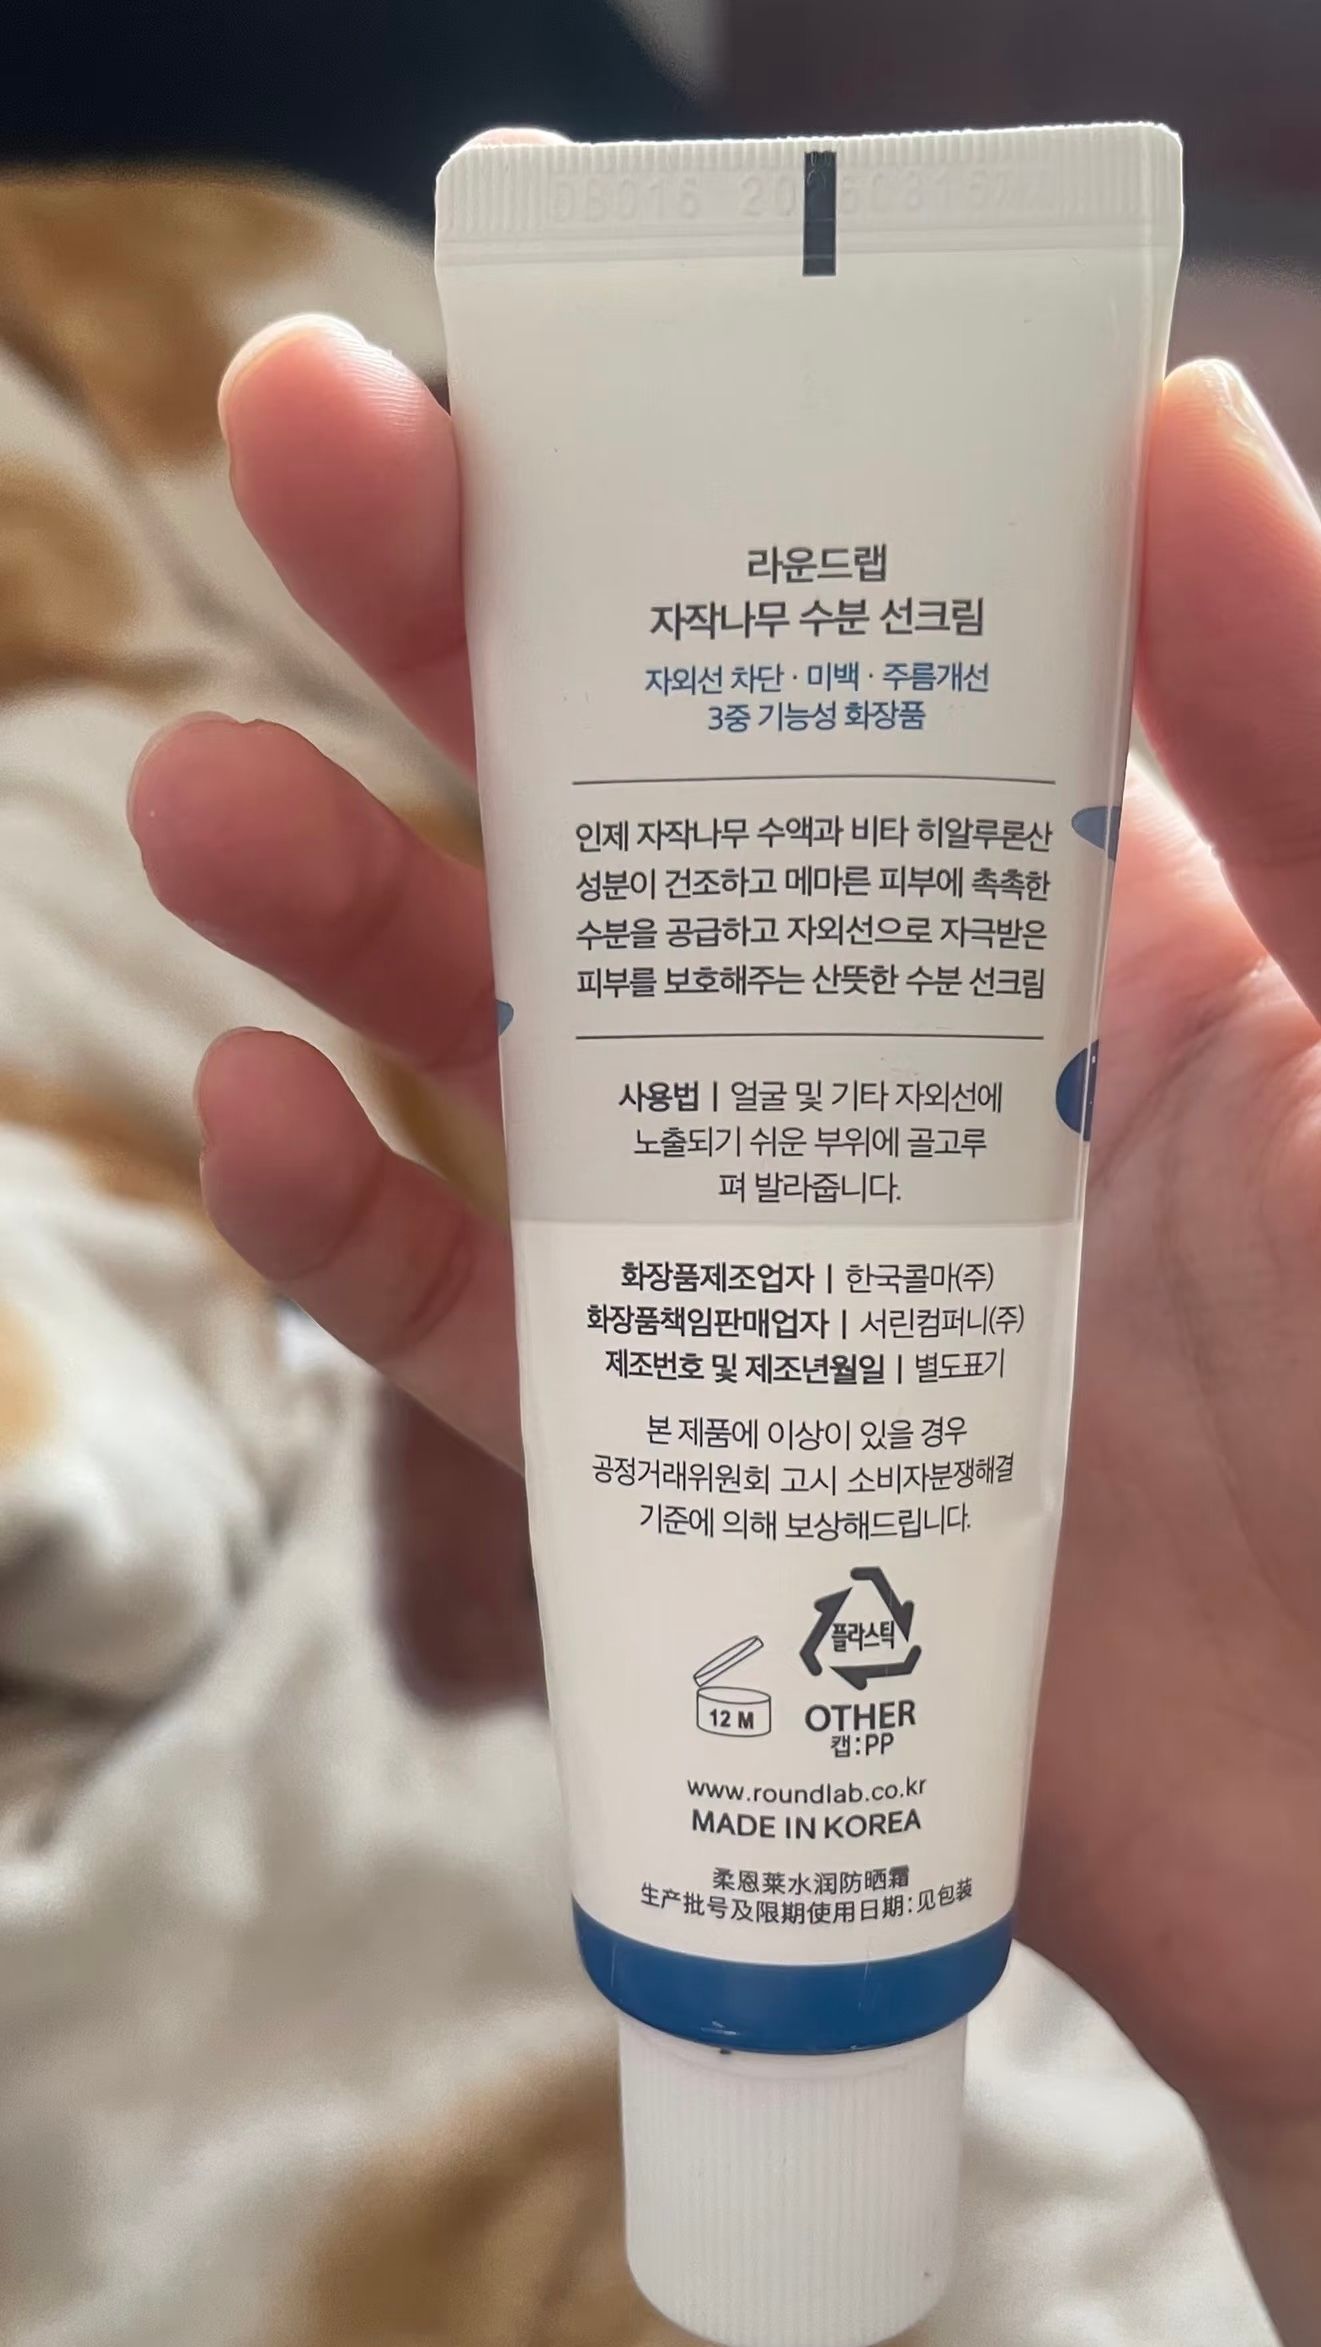 라운드랩
자작나무 수분 선크림
자외선 차단 · 미백 · 주름개선
3중 기능성 화장품
인제 자작나무 수액과 비타 히알루론산
성분이 건조하고 메마른 피부에 촉촉한
수분을 공급하고 자외선으로 자극받은
피부를 보호해주는 산뜻한 수분 선크림
사용법 | 얼굴 및 기타 자외선에
노출되기 쉬운 부위에 골고루
펴 발라줍니다.
화장품제조업자 | 한국콜마(주)
화장품책임판매업자 | 서린컴퍼니(주)
제조번호 및 제조년월일 | 별도표기
본 제품에 이상이 있을 경우
공정거래위원회 고시 소비자분쟁해결
기준에 의해 보상해드립니다.
플라스틱
12 M
OTHER
캡:PP
www.roundlab.co.kr
MADE IN KOREA
柔恩莱水润防晒霜
生产批号及限期使用日期:见包装